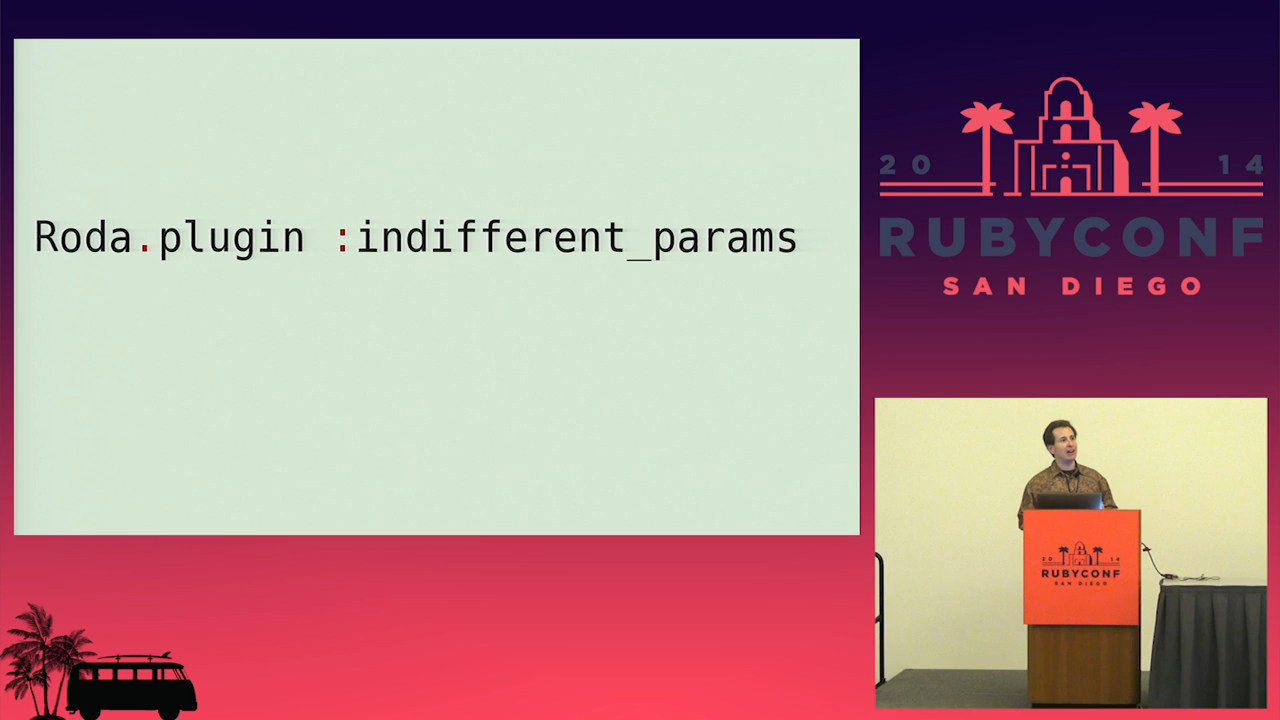 Roda.plugin :indifferent_params
20 14
RUBYCONF
SAN DIEGO
20 14
RUBYCONF
SAN DIEGO